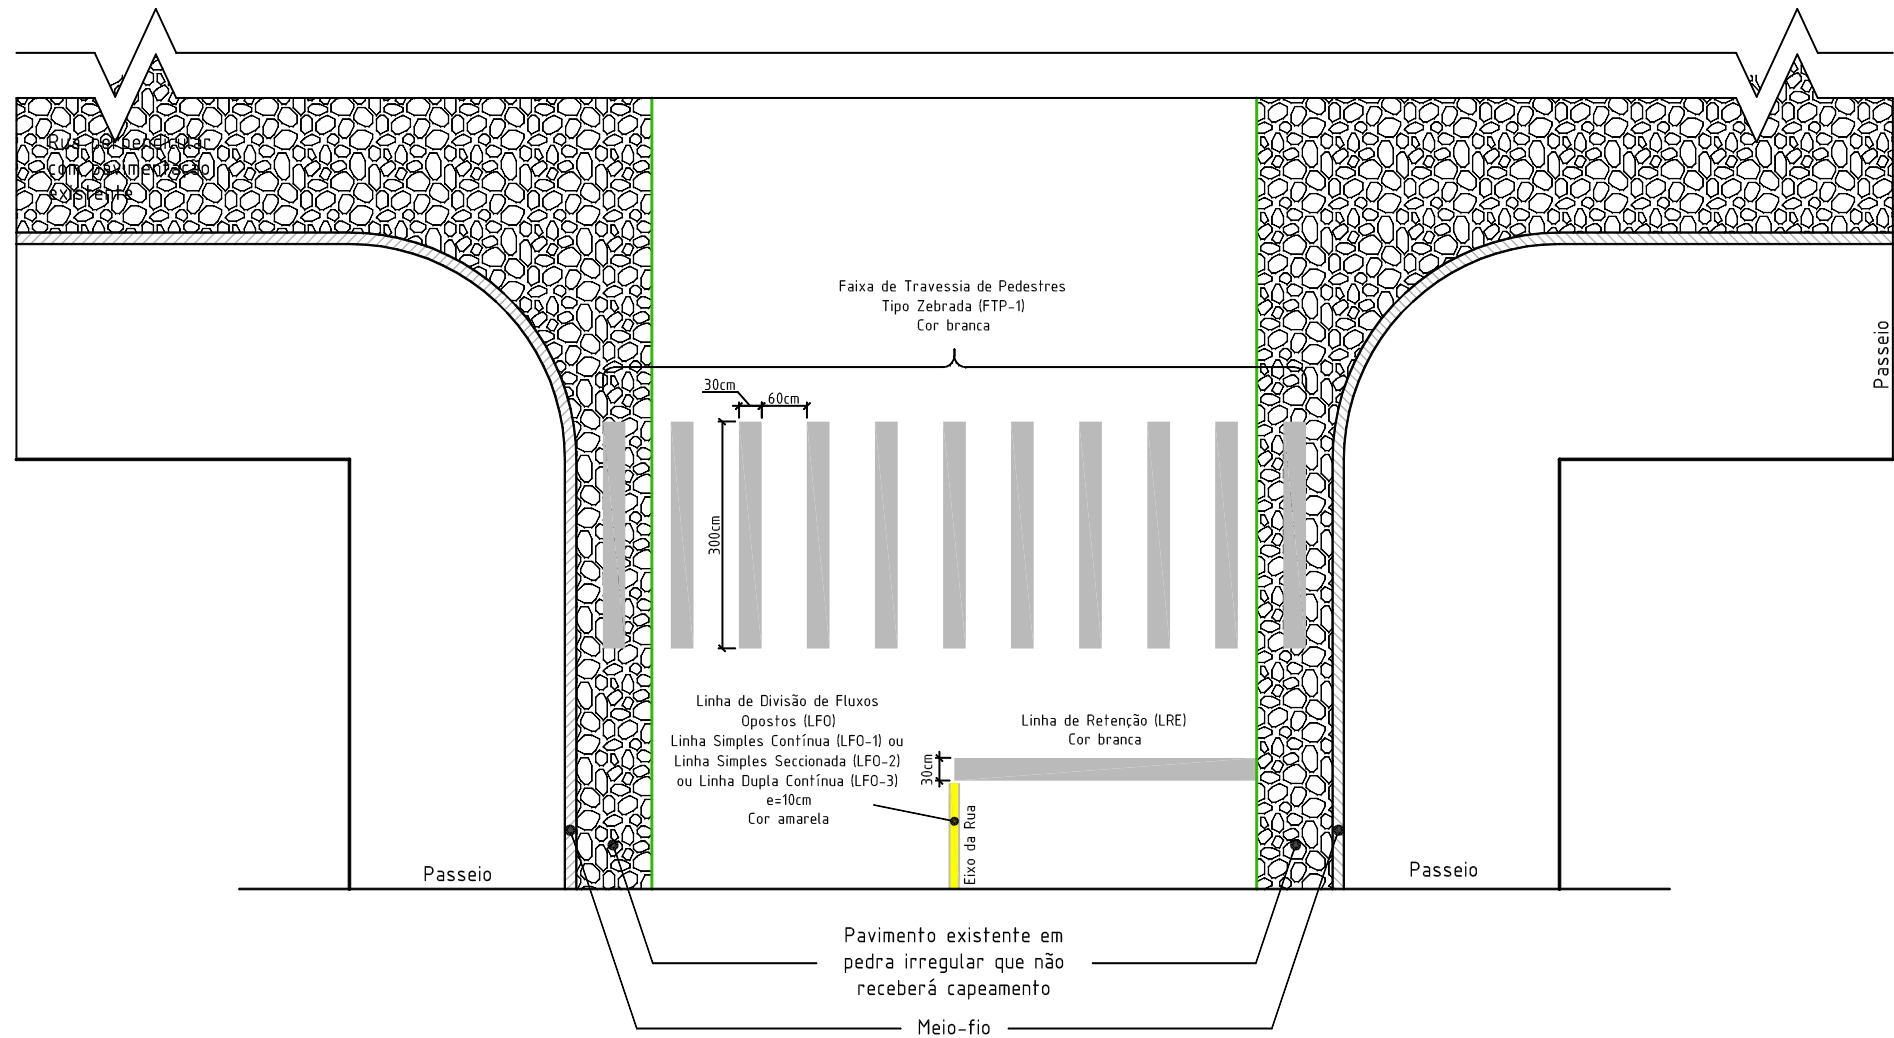 Rua perpendicular
com pavimentação
existente
Faixa de Travessia de Pedestres
Tipo Zebrada (FTP-1)
Cor branca
Passeio
30cm
60cm
300cm
Linha de Divisão de Fluxos
Opostos (LFO)
Linha Simples Contínua (LFO-1) ou
Linha Simples Seccionada (LFO-2)
ou Linha Dupla Contínua (LFO-3)
e=10cm
Cor amarela
Linha de Retenção (LRE)
Cor branca
30cm
Eixo da Rua
Passeio
Passeio
Pavimento existente em
pedra irregular que não
receberá capeamento
Meio-fio